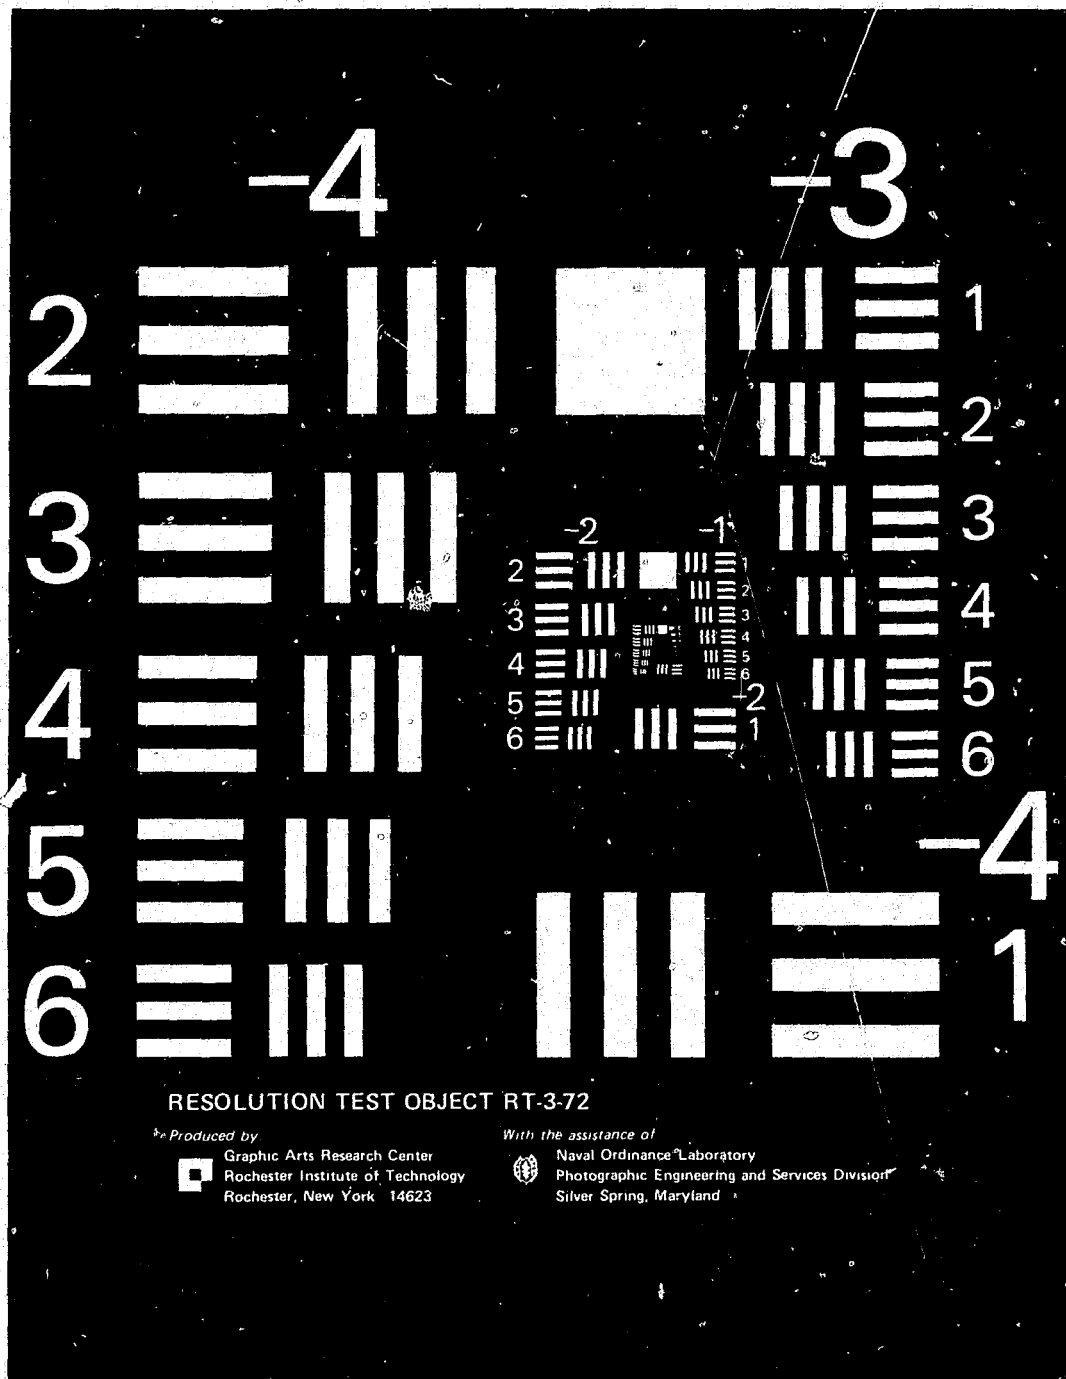 -4 -3
2 1
2
3 3
-2 -1
2 1
2
3 3
4
4 5
6
5 -2
6 1
4 4
5
6
-4
5
1
6
RESOLUTION TEST OBJECT RT-3-72
Produced by
Graphic Arts Research Center
Rochester Institute of Technology
Rochester, New York 14623
With the assistance of
Naval Ordinance Laboratory
Photographic Engineering and Services Division
Silver Spring, Maryland